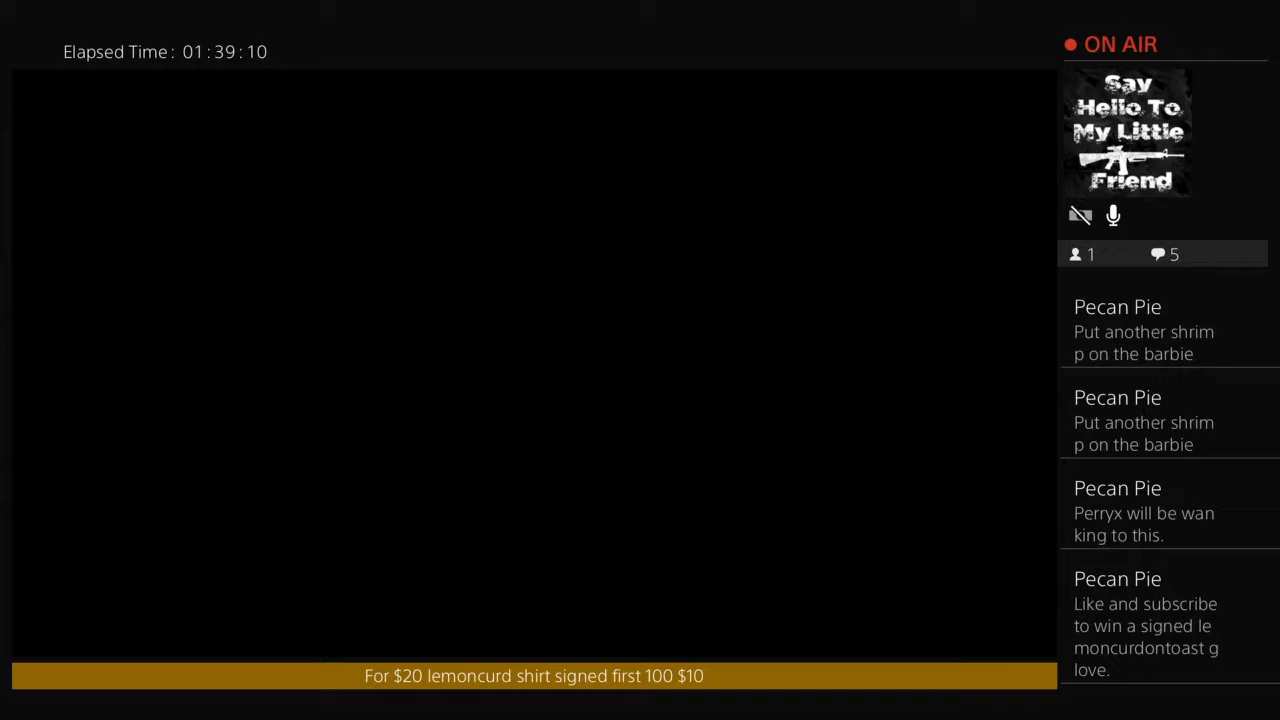 Elapsed Time: 01:39:10
ON AIR
Say
Hello To
My Little
Friend
1 5
Pecan Pie
Put another shrim
p on the barbie
Pecan Pie
Put another shrim
p on the barbie
Pecan Pie
Perryx will be wan
king to this.
Pecan Pie
Like and subscribe
to win a signed le
moncurdontoast g
love.
For $20 lemoncurd shirt signed first 100 $10